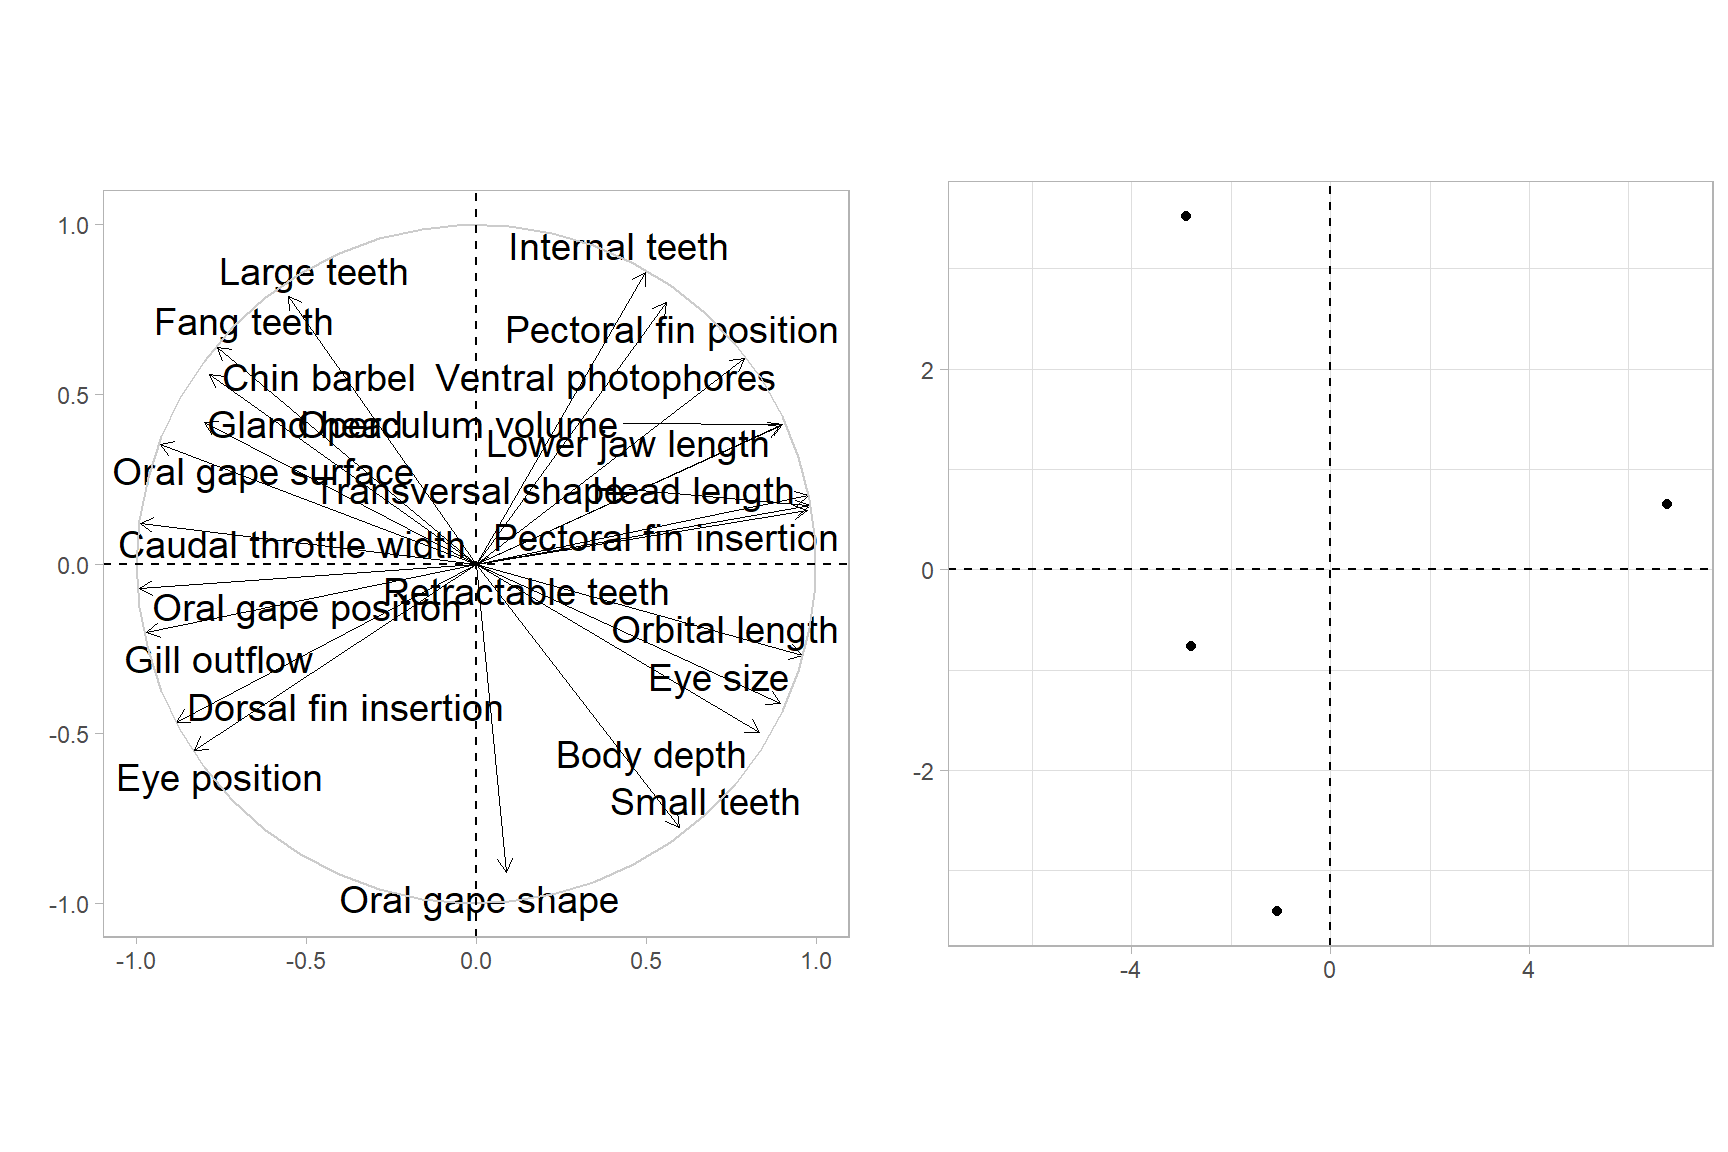 1.0
0.5
0.0
-0.5
-1.0
-1.0
-0.5
0.0
0.5
1.0
Internal teeth
Large teeth
Fang teeth
Pectoral fin position
Chin barbel
Ventral photophores
Gland head
Operculum volume
Lower jaw length
Oral gape surface
Transversal shape
Head length
Caudal throttle width
Pectoral fin insertion
Retractable teeth
Oral gape position
Orbital length
Gill outflow
Eye size
Dorsal fin insertion
Body depth
Eye position
Small teeth
Oral gape shape
2
0
-2
-4
0
4